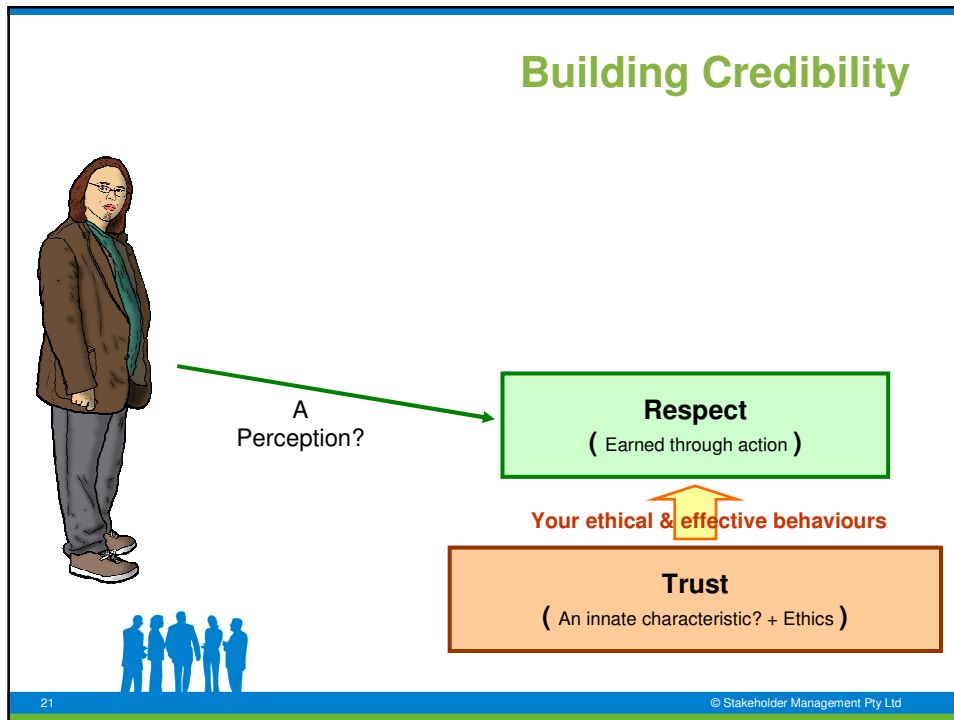 Building Credibility
A
Perception?
Respect
( Earned through action )
Your ethical & effective behaviours
Trust
( An innate characteristic? + Ethics )
21
© Stakeholder Management Pty Ltd